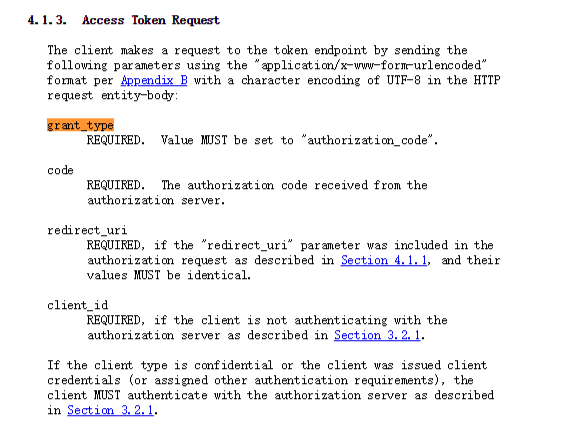 4.1.3. Access Token Request
The client makes a request to the token endpoint by sending the
following parameters using the "application/x-www-form-urlencoded"
format per Appendix B with a character encoding of UTF-8 in the HTTP
request entity-body:
grant_type
REQUIRED. Value MUST be set to "authorization_code".
code
REQUIRED. The authorization code received from the
authorization server.
redirect_uri
REQUIRED, if the "redirect_uri" parameter was included in the
authorization request as described in Section 4.1.1, and their
values MUST be identical.
client_id
REQUIRED, if the client is not authenticating with the
authorization server as described in Section 3.2.1.
If the client type is confidential or the client was issued client
credentials (or assigned other authentication requirements), the
client MUST authenticate with the authorization server as described
in Section 3.2.1.